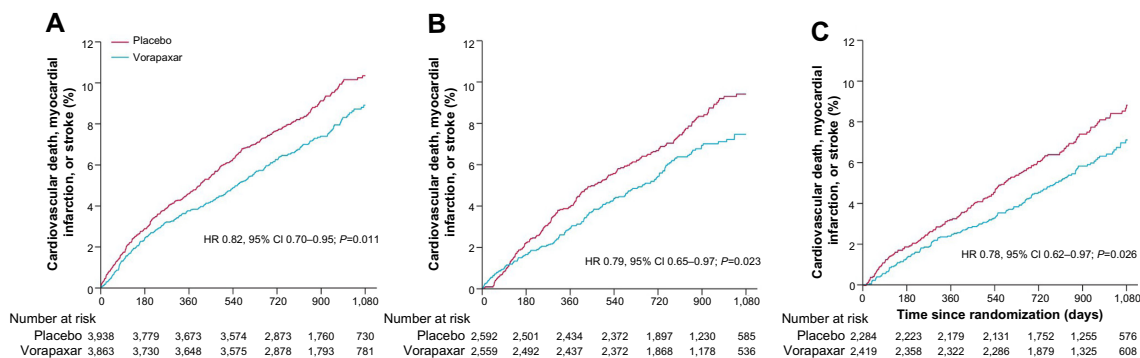 A
Cardiovascular death, myocardial
infarction, or stroke (%)
12
10
8
6
4
2
0
Placebo
Vorapaxar
HR 0.82, 95% CI 0.70–0.95; P=0.011
0 180 360 540 720 900 1,080
Number at risk
Placebo 3,938 3,779 3,673 3,574 2,873 1,760 730
Vorapaxar 3,863 3,730 3,648 3,575 2,878 1,793 781
B
Cardiovascular death, myocardial
infarction, or stroke (%)
12
10
8
6
4
2
0
HR 0.79, 95% CI 0.65–0.97; P=0.023
0 180 360 540 720 900 1,080
Number at risk
Placebo 2,592 2,501 2,434 2,372 1,897 1,230 585
Vorapaxar 2,559 2,492 2,437 2,372 1,868 1,178 536
C
Cardiovascular death, myocardial
infarction, or stroke (%)
12
10
8
6
4
2
0
HR 0.78, 95% CI 0.62–0.97; P=0.026
0 180 360 540 720 900 1,080
Time since randomization (days)
Number at risk
Placebo 2,284 2,223 2,179 2,131 1,752 1,255 576
Vorapaxar 2,419 2,358 2,322 2,286 1,879 1,325 608